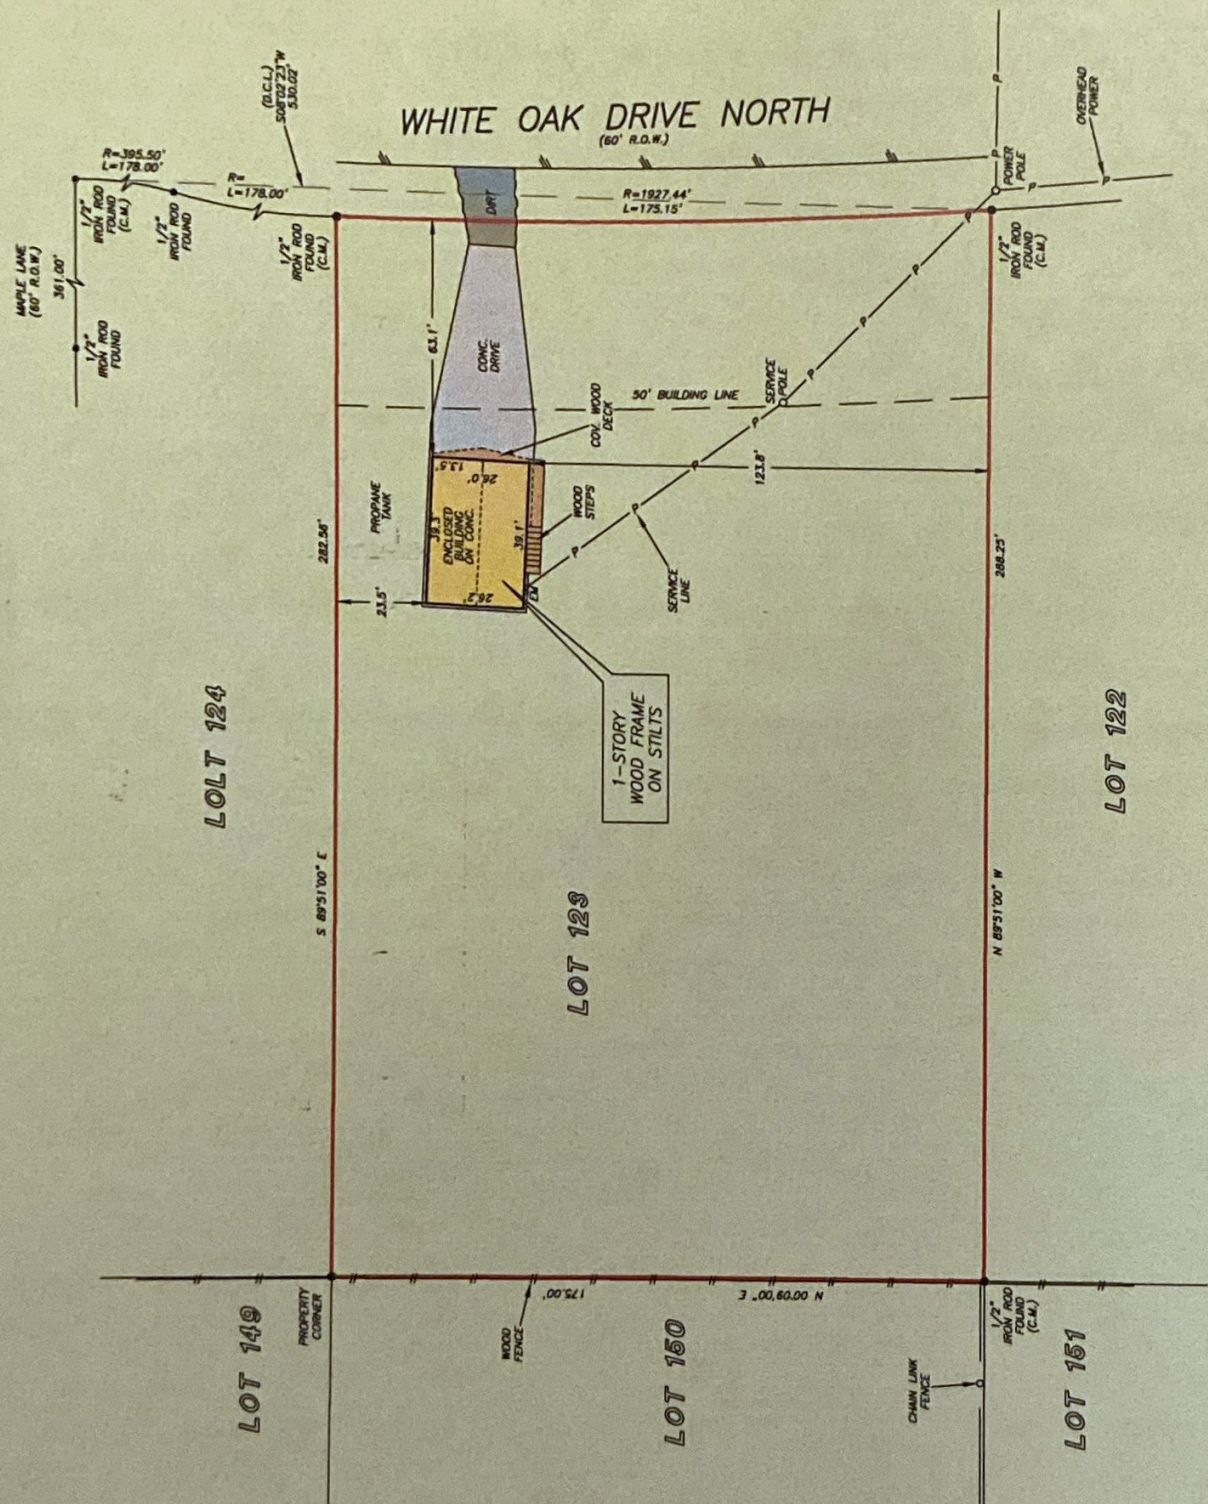 WHITE OAK DRIVE NORTH
(60' R.O.W.)
(D.C.L.)
S08°02'23"W
530.02'
R=395.50'
L=178.00'
R=
L=178.00'
R=1927.44'
L=175.15'
OVERHEAD
POWER
POWER
POLE
P
P
P
P
MAPLE LANE
(60' R.O.W.)
361.00'
1/2"
IRON ROD
FOUND
(C.M.)
1/2"
IRON ROD
FOUND
1/2"
IRON ROD
FOUND
(C.M.)
1/2"
IRON ROD
FOUND
(C.M.)
1/2"
IRON ROD
FOUND
DIRT
63.1'
CONC.
DRIVE
P
P
P
P
P
P
P
P
50' BUILDING LINE
SERVICE
POLE
COV. WOOD
DECK
13.5'
26.0'
123.8'
PROPANE
TANK
39.3'
ENCLOSED
BUILDING
ON CONC.
39.1'
WOOD
STEPS
282.56'
288.25'
23.5'
26.2'
EM
SERVICE
LINE
1-STORY
WOOD FRAME
ON STILTS
LOLT 124
LOT 122
S 89°51'00" E
LOT 123
N 89°51'00" W
175.00'
N 00°09'00" E
PROPERTY
CORNER
WOOD
FENCE
1/2"
IRON ROD
FOUND
(C.M.)
LOT 149
LOT 150
CHAIN LINK
FENCE
LOT 151